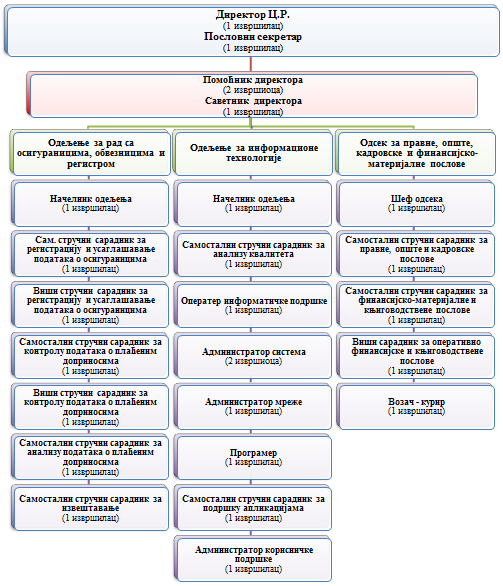 Директор Ц.Р.
(1 извршилац)
Пословни секретар
(1 извршилац)
Помоћник директора
(2 извршиоца)
Саветник директора
(1 извршилац)
Одељење за рад са
осигураницима, обвезницима и
регистром
Начелник одељења
(1 извршилац)
Сам. стручни сарадник за
регистрацију и усаглашавање
података о осигураницима
(1 извршилац)
Виши стручни сарадник за
регистрацију и усаглашавање
података о осигураницима
(1 извршилац)
Самостални стручни сарадник за
контролу података о плаћеним
доприносима
(1 извршилац)
Виши стручни сарадник за
контролу података о плаћеним
доприносима
(1 извршилац)
Самостални стручни сарадник за
анализу података о плаћеним
доприносима
(1 извршилац)
Самостални стручни сарадник за
извештавање
(1 извршилац)
Одељење за информационе
технологије
Начелник одељења
(1 извршилац)
Самостални стручни сарадник за
анализу квалитета
(1 извршилац)
Оператер информатичке подршке
(1 извршилац)
Администратор система
(2 извршиоца)
Администратор мреже
(1 извршилац)
Програмер
(1 извршилац)
Самостални стручни сарадник за
подршку апликацијама
(1 извршилац)
Администратор корисничке
подршке
(1 извршилац)
Одсек за правне, опште,
кадровске и финансијско-
материјалне послове
Шеф одсека
(1 извршилац)
Самостални стручни сарадник за
правне, опште и кадровске
послове
(1 извршилац)
Самостални стручни сарадник за
финансијско-материјалне и
књиговодствене послове
(1 извршилац)
Виши сарадник за оперативно
финансијске и књиговодствене
послове
(1 извршилац)
Возач - курир
(1 извршилац)